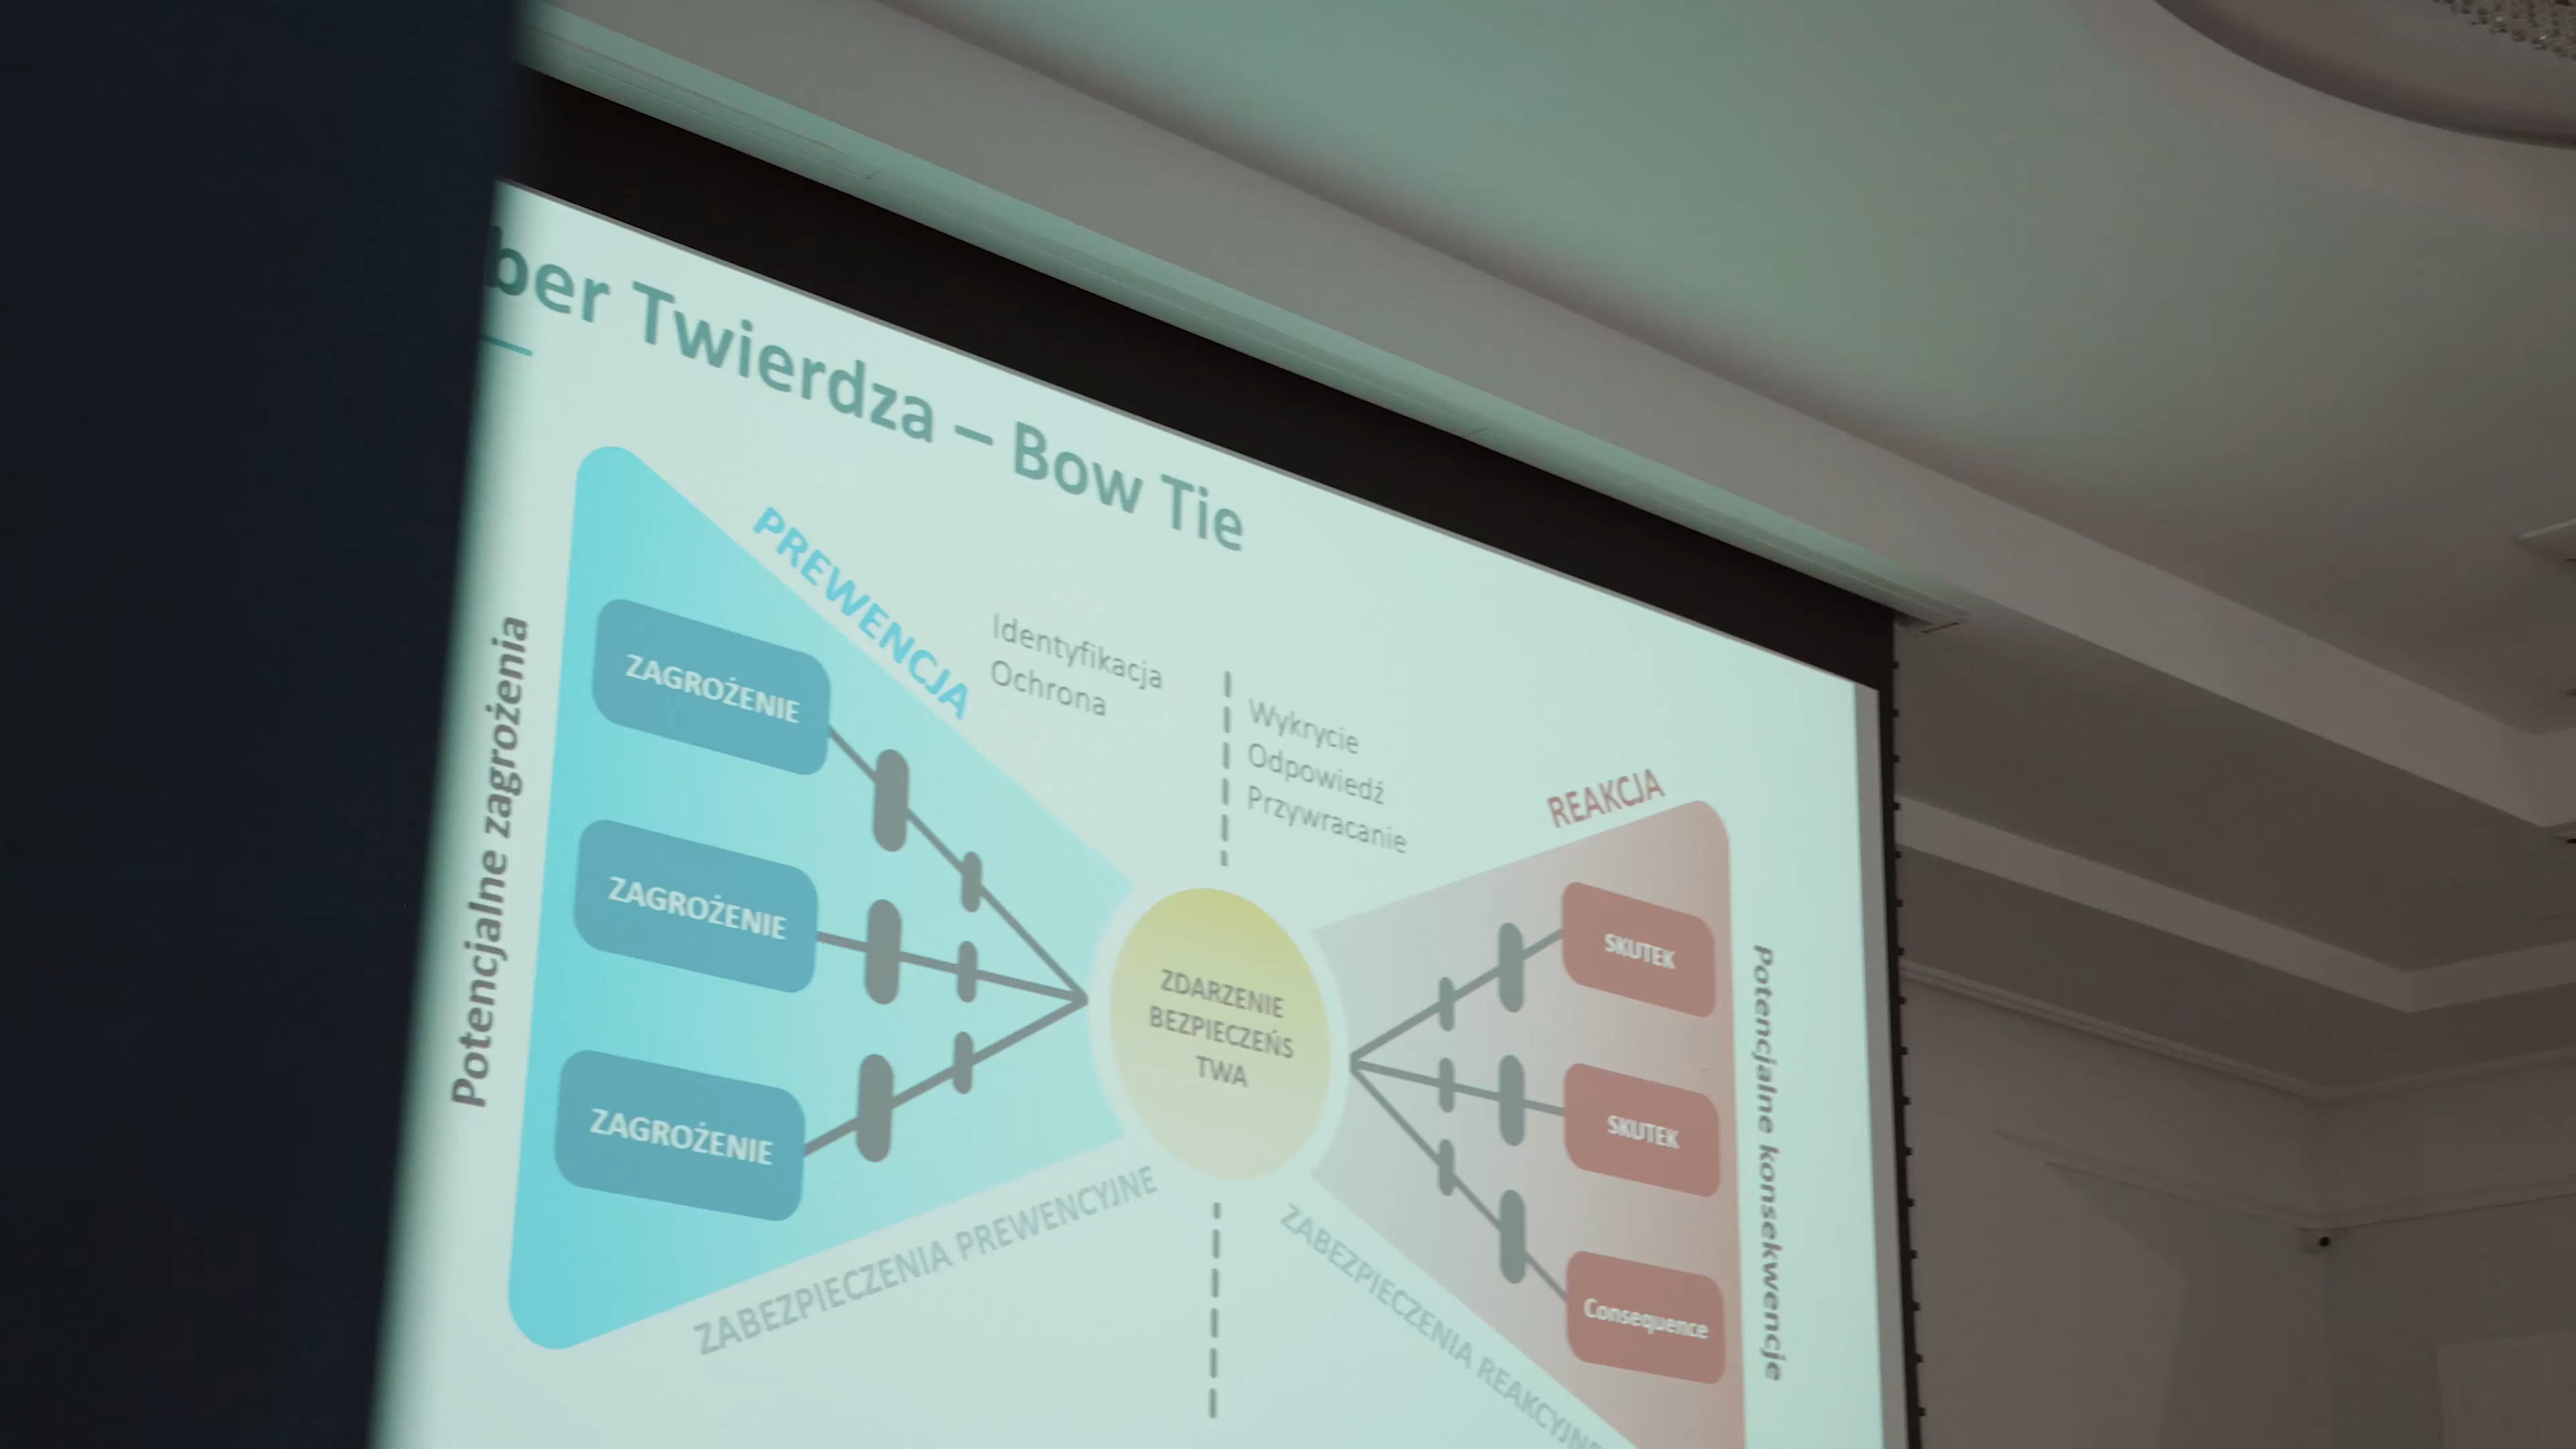 ber Twierdza – Bow Tie
PREWENCJA
Identyfikacja
Ochrona
Wykrycie
Odpowiedź
Przywracanie
REAKCJA
Potencjalne zagrożenia
ZAGROŻENIE
ZAGROŻENIE
ZAGROŻENIE
ZDARZENIE
BEZPIECZEŃS
TWA
SKUTEK
SKUTEK
Consequence
Potencjalne konsekwencje
ZABEZPIECZENIA PREWENCYJNE
ZABEZPIECZENIA REAKCYJNE